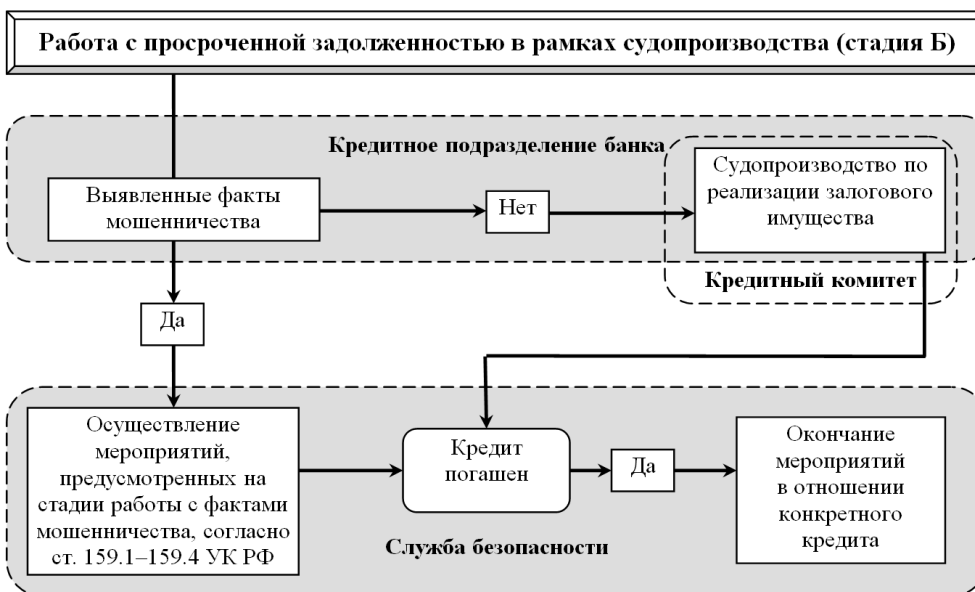 Работа с просроченной задолженностью в рамках судопроизводства (стадия Б)
Кредитное подразделение банка
Выявленные факты
мошенничества
Нет
Судопроизводство по
реализации залогового
имущества
Кредитный комитет
Да
Осуществление
мероприятий,
предусмотренных на
стадии работы с фактами
мошенничества, согласно
ст. 159.1–159.4 УК РФ
Кредит
погашен
Да
Окончание
мероприятий
в отношении
конкретного
кредита
Служба безопасности